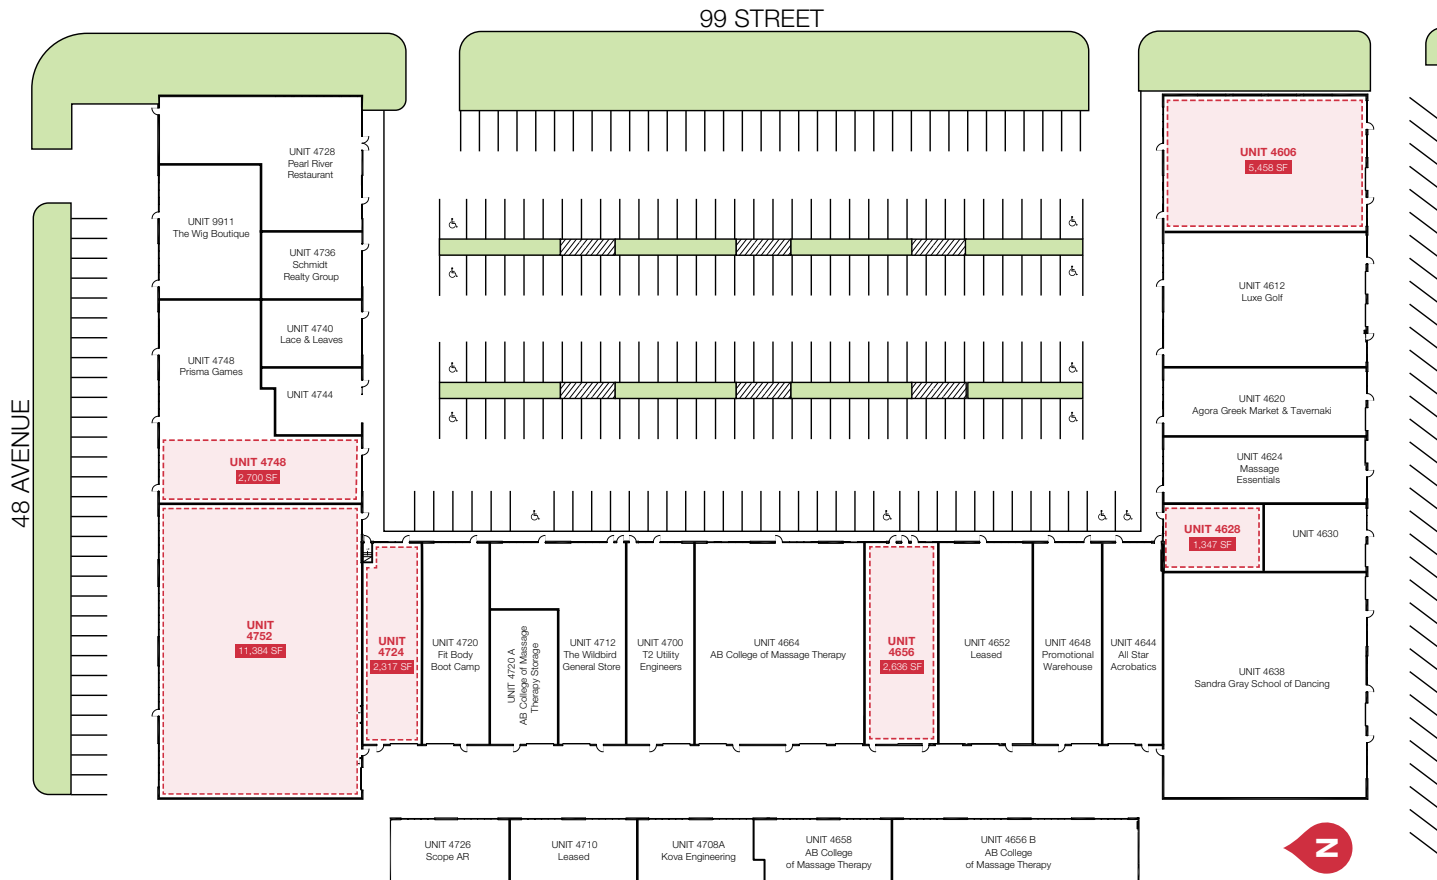 99 STREET
48 AVENUE
UNIT 4728
Pearl River
Restaurant
UNIT 9911
The Wig Boutique
UNIT 4736
Schmidt
Realty Group
UNIT 4740
Lace & Leaves
UNIT 4748
Prisma Games
UNIT 4744
UNIT 4748
2,700 SF
UNIT
4752
11,384 SF
UNIT
4724
2,317 SF
UNIT 4720
Fit Body
Boot Camp
UNIT 4720 A
AB College of Massage
Therapy Storage
UNIT 4712
The Wildbird
General Store
UNIT 4700
T2 Utility
Engineers
UNIT 4664
AB College of Massage Therapy
UNIT
4656
2,636 SF
UNIT 4652
Leased
UNIT 4648
Promotional
Warehouse
UNIT 4644
All Star
Acrobatics
UNIT 4606
5,458 SF
UNIT 4612
Luxe Golf
UNIT 4620
Agora Greek Market & Tavernaki
UNIT 4624
Massage
Essentials
UNIT 4628
1,347 SF
UNIT 4630
UNIT 4638
Sandra Gray School of Dancing
UNIT 4726
Scope AR
UNIT 4710
Leased
UNIT 4708A
Kova Engineering
UNIT 4658
AB College
of Massage Therapy
UNIT 4656 B
AB College
of Massage Therapy
N